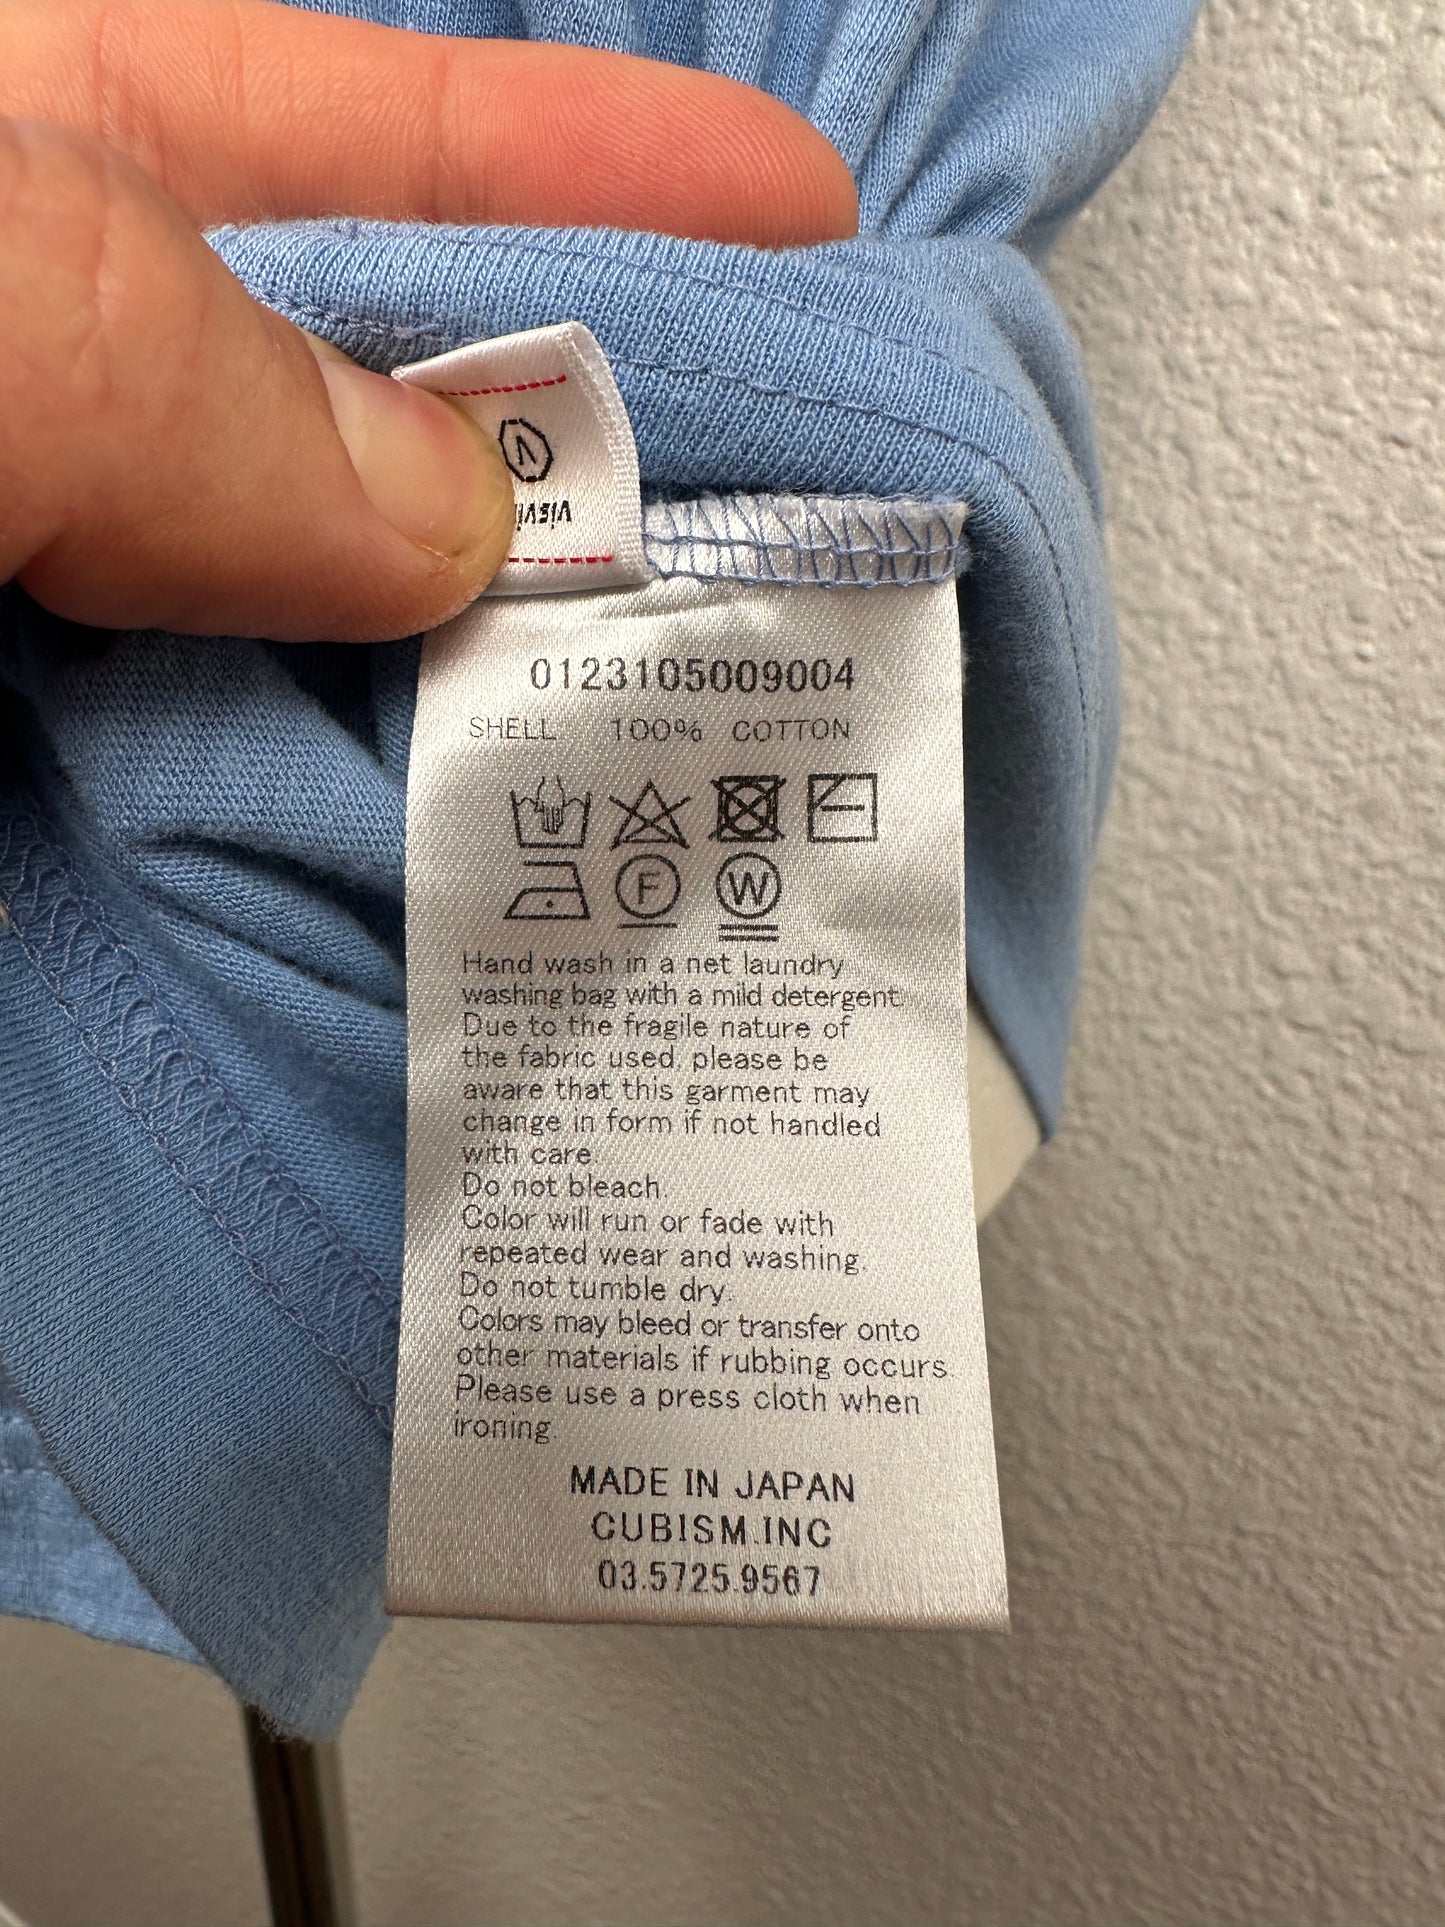 0123105009004
SHELL 100% COTTON
F W
Hand wash in a net laundry
washing bag with a mild detergent.
Due to the fragile nature of
the fabric used, please be
aware that this garment may
change in form if not handled
with care.
Do not bleach.
Color will run or fade with
repeated wear and washing.
Do not tumble dry.
Colors may bleed or transfer onto
other materials if rubbing occurs.
Please use a press cloth when
ironing.
MADE IN JAPAN
CUBISM.INC
03.5725.9567